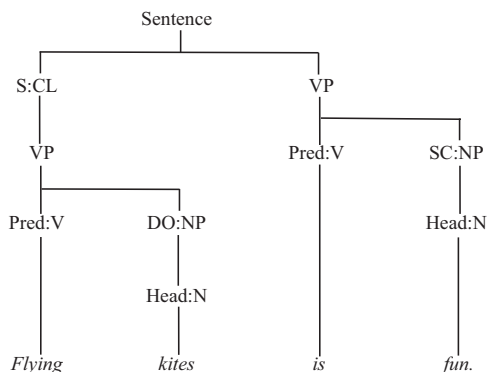 Sentence
S:CL VP
VP Pred:V SC:NP
Pred:V DO:NP Head:N
Head:N
Flying kites is fun.